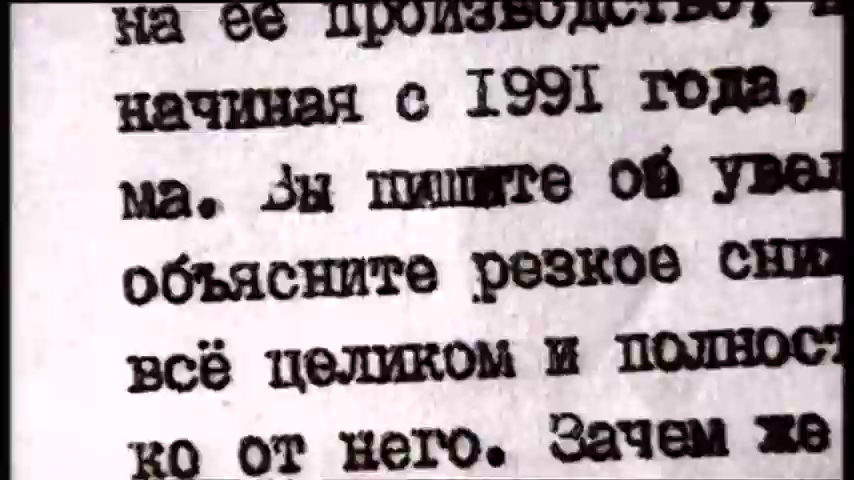 на ее производство,
начиная с 1991 года,
ма. Вы пишите об увел
объясните резкое сниж
всё целиком и полност
ко от него. Зачем же